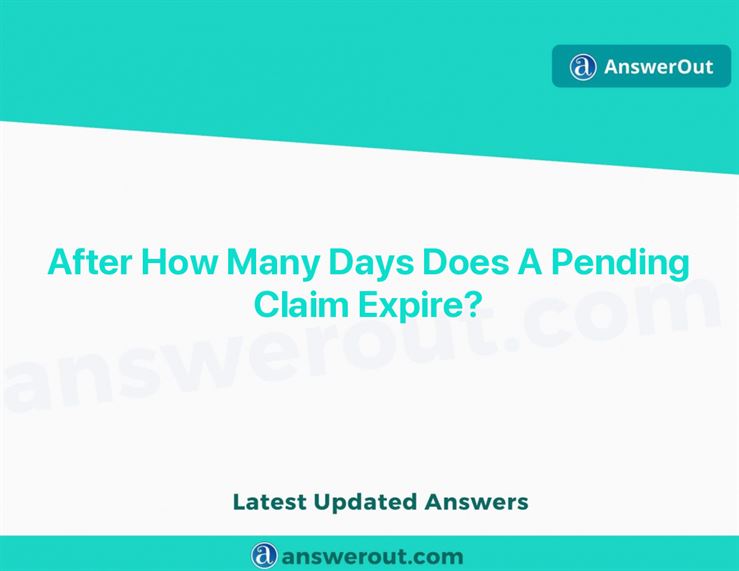 AnswerOut
After How Many Days Does A Pending
Claim Expire?
answerout.com
Latest Updated Answers
answerout.com